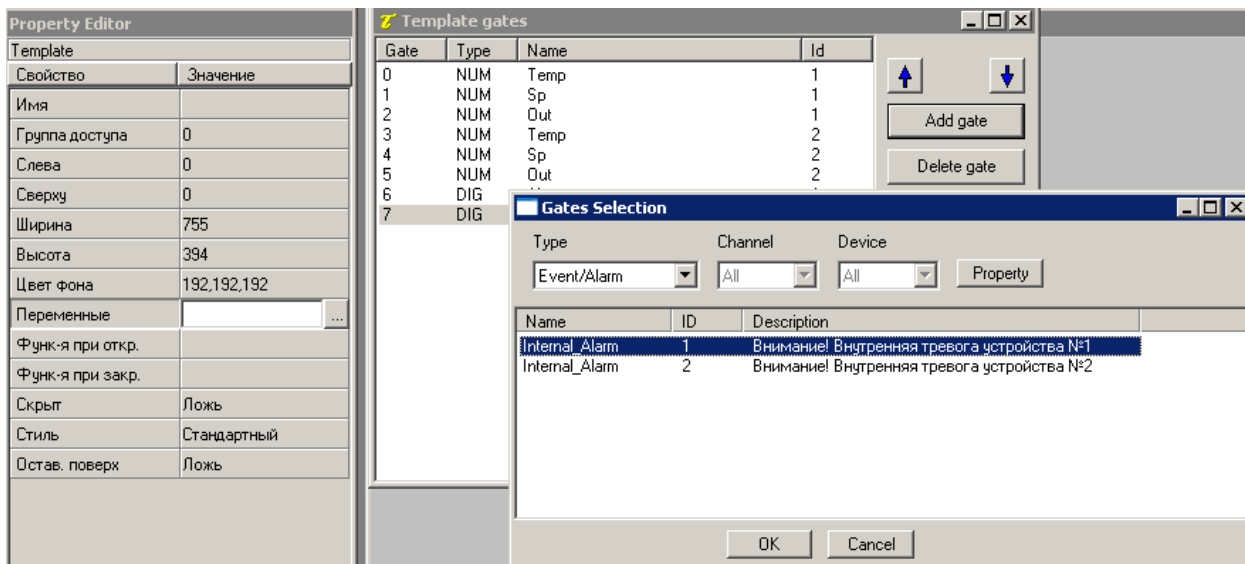 Property Editor
Template
Свойство Значение
Имя
Группа доступа 0
Слева 0
Сверху 0
Ширина 755
Высота 394
Цвет фона 192,192,192
Переменные ...
Функ-я при откр.
Функ-я при закр.
Скрыт Ложь
Стиль Стандартный
Остав. поверх Ложь
Template gates
Gate Type Name Id
0 NUM Temp 1
1 NUM Sp 1
2 NUM Out 1
3 NUM Temp 2
4 NUM Sp 2
5 NUM Out 2
6 DIG
7 DIG
Add gate
Delete gate
Gates Selection
Type Channel Device
Event/Alarm All All Property
Name ID Description
Internal_Alarm 1 Внимание! Внутренняя тревога устройства №1
Internal_Alarm 2 Внимание! Внутренняя тревога устройства №2
OK Cancel